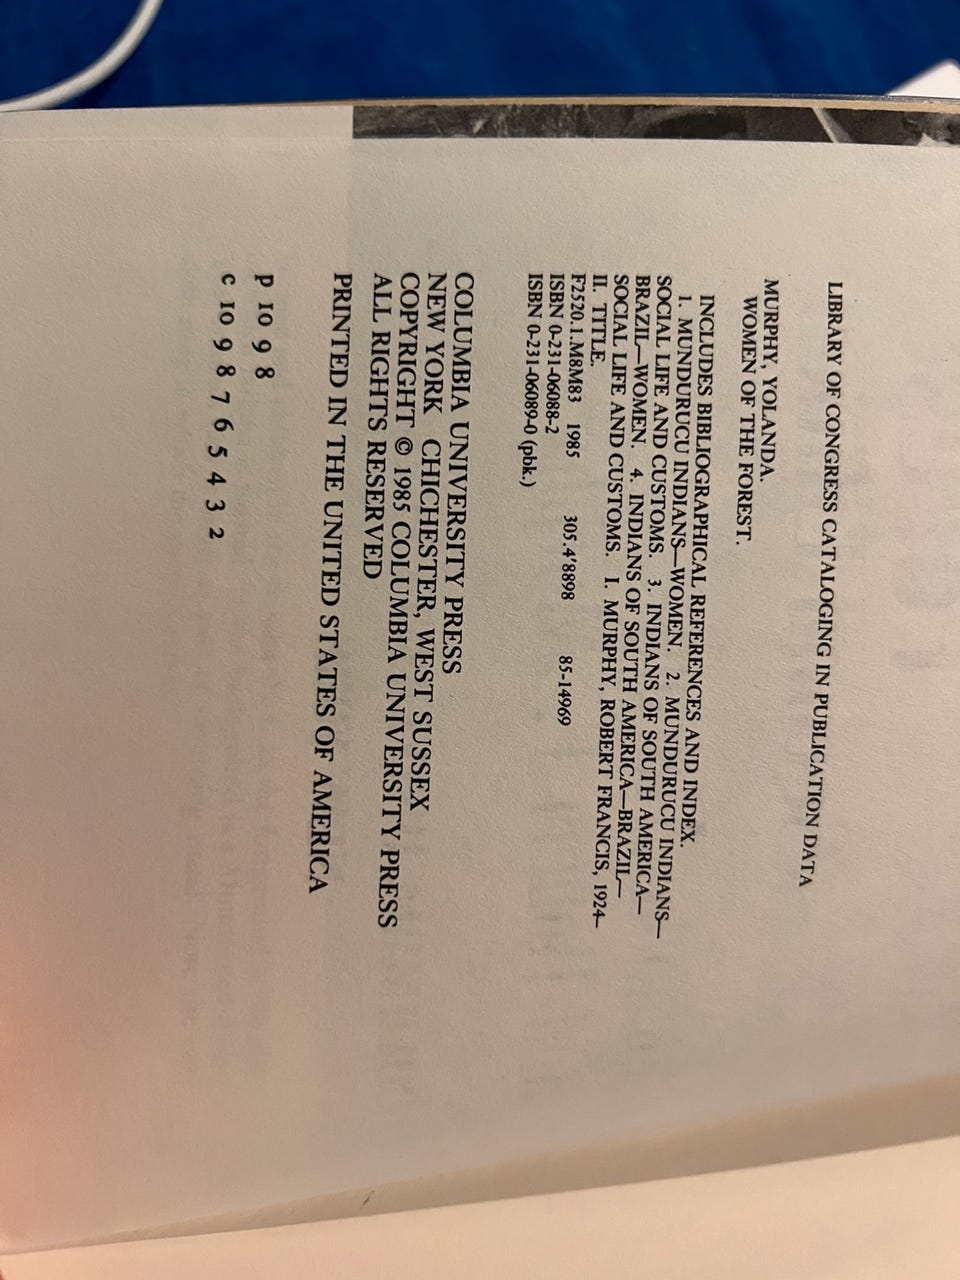 LIBRARY OF CONGRESS CATALOGING IN PUBLICATION DATA
MURPHY, YOLANDA.
WOMEN OF THE FOREST.
INCLUDES BIBLIOGRAPHICAL REFERENCES AND INDEX.
1. MUNDURUCU INDIANS—WOMEN. 2. MUNDURUCU INDIANS—
SOCIAL LIFE AND CUSTOMS. 3. INDIANS OF SOUTH AMERICA—
BRAZIL—WOMEN. 4. INDIANS OF SOUTH AMERICA—BRAZIL—
SOCIAL LIFE AND CUSTOMS. I. MURPHY, ROBERT FRANCIS, 1924–
II. TITLE.
F2520.1.M8M83 1985 305.4'8898 85-14969
ISBN 0-231-06088-2
ISBN 0-231-06089-0 (pbk.)
COLUMBIA UNIVERSITY PRESS
NEW YORK CHICHESTER, WEST SUSSEX
COPYRIGHT © 1985 COLUMBIA UNIVERSITY PRESS
ALL RIGHTS RESERVED
PRINTED IN THE UNITED STATES OF AMERICA
p 10 9 8
c 10 9 8 7 6 5 4 3 2